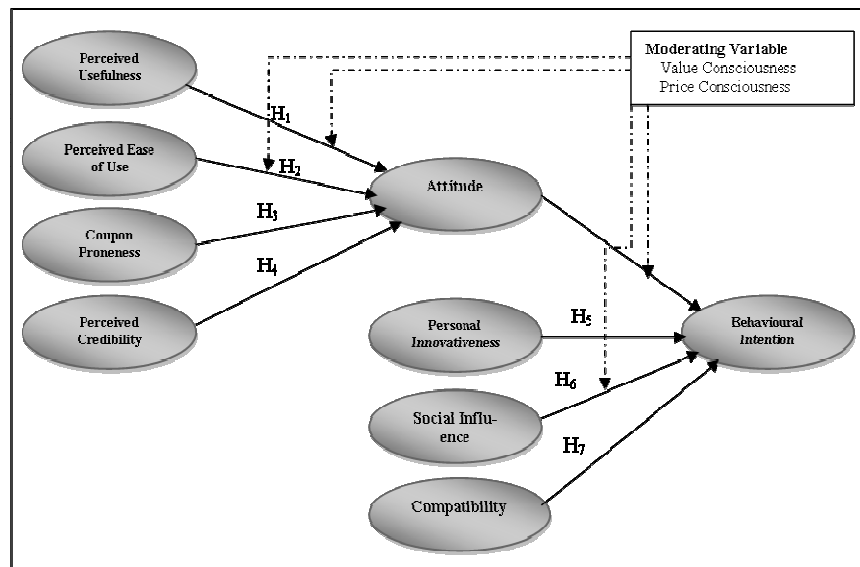 Perceived
Usefulness
Moderating Variable
Value Consciousness
Price Consciousness
H1
Perceived Ease
of Use
H2
Attitude
H3
Coupon
Proneness
H4
Perceived
Credibility
Personal
Innovativeness
H5
Behavioural
Intention
H6
Social Influ-
ence
H7
Compatibility